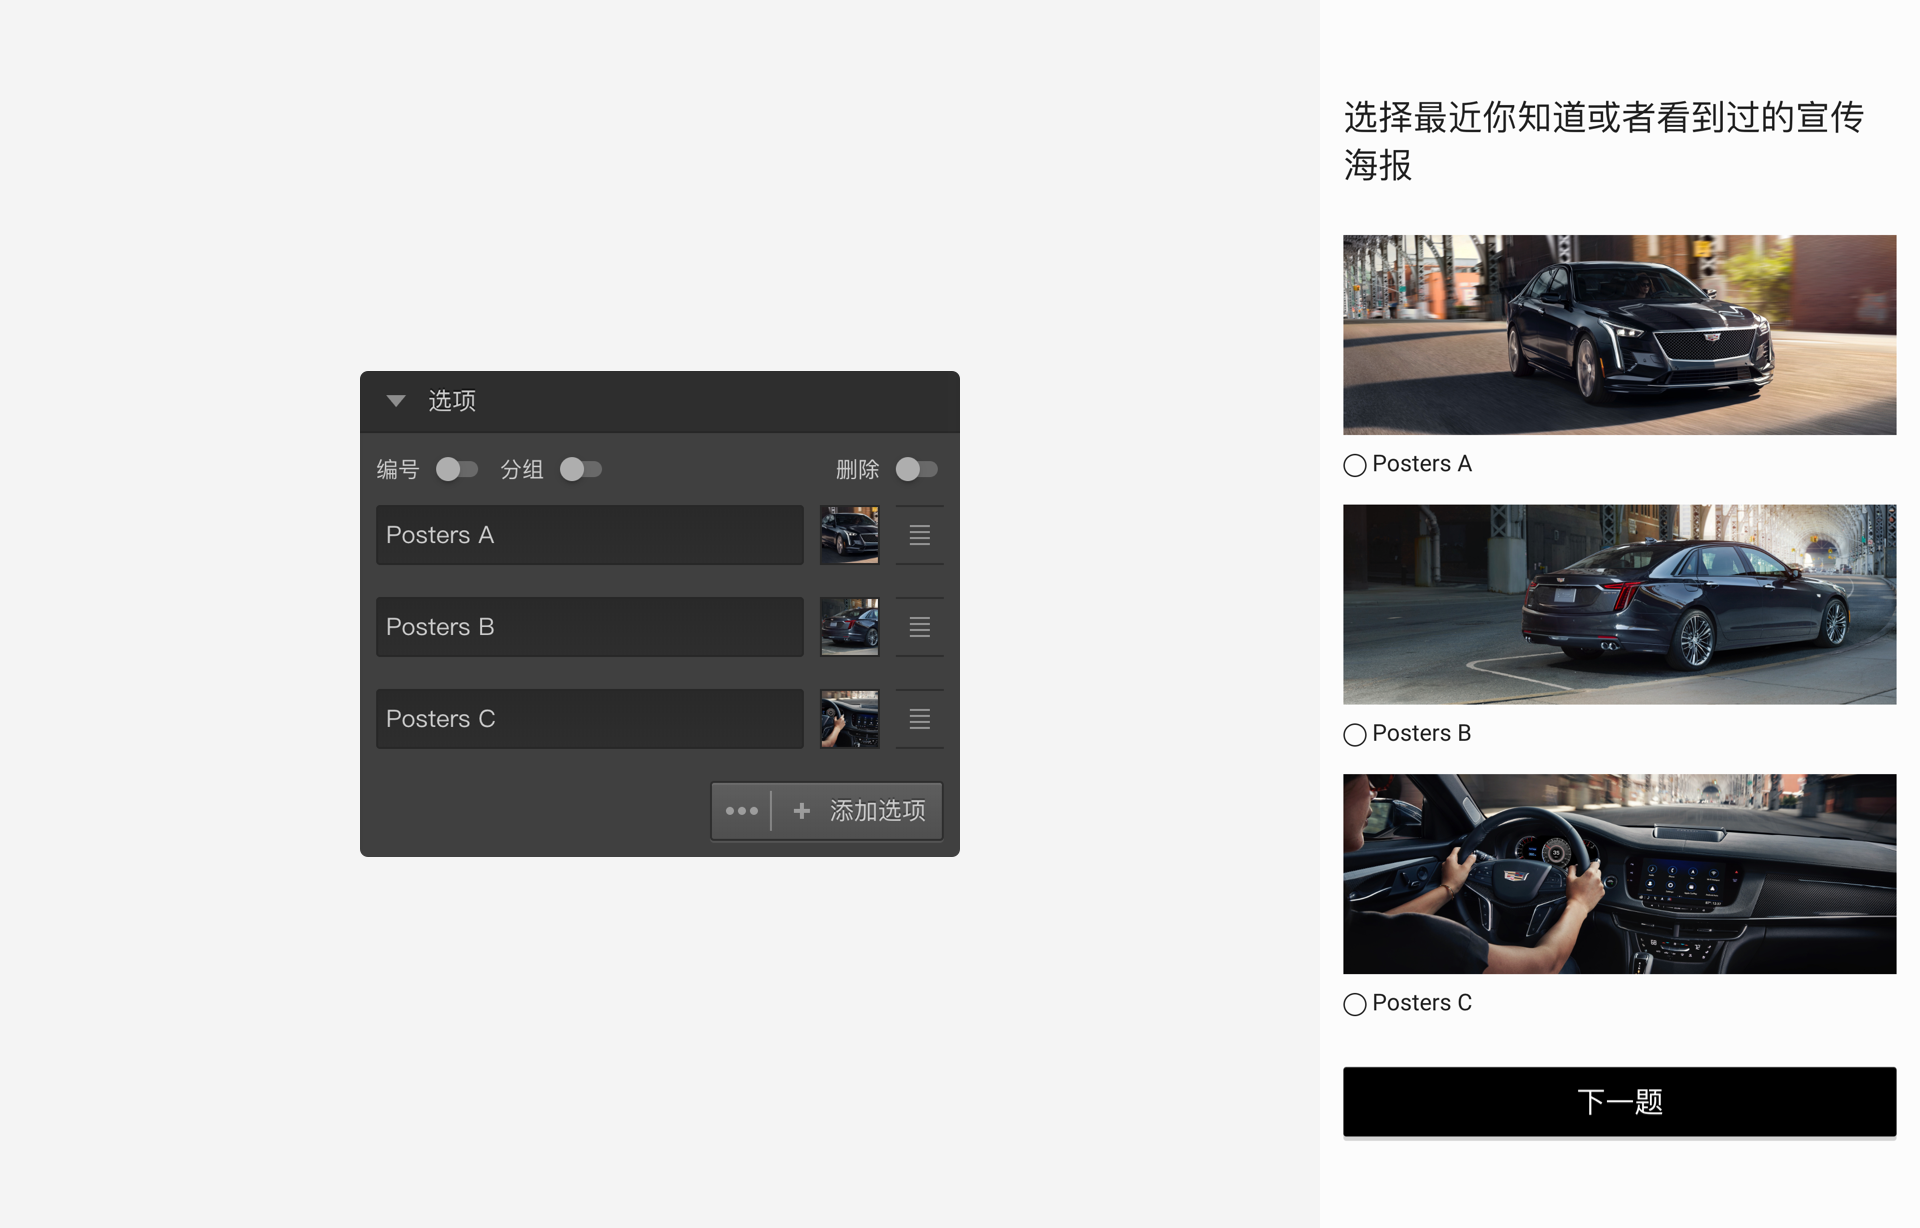 选项
编号
分组
删除
Posters A
Posters B
Posters C
添加选项
选择最近你知道或者看到过的宣传
海报
Posters A
Posters B
Posters C
下一题